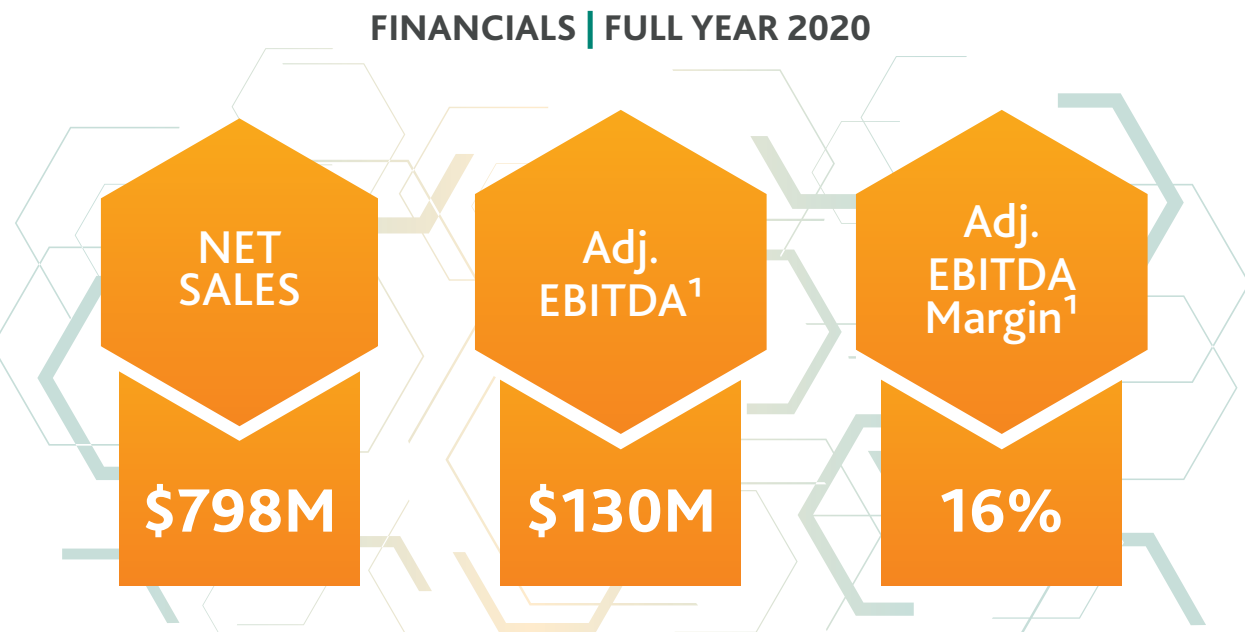 FINANCIALS | FULL YEAR 2020
NET
SALES
$798M
Adj.
EBITDA¹
$130M
Adj.
EBITDA
Margin¹
16%